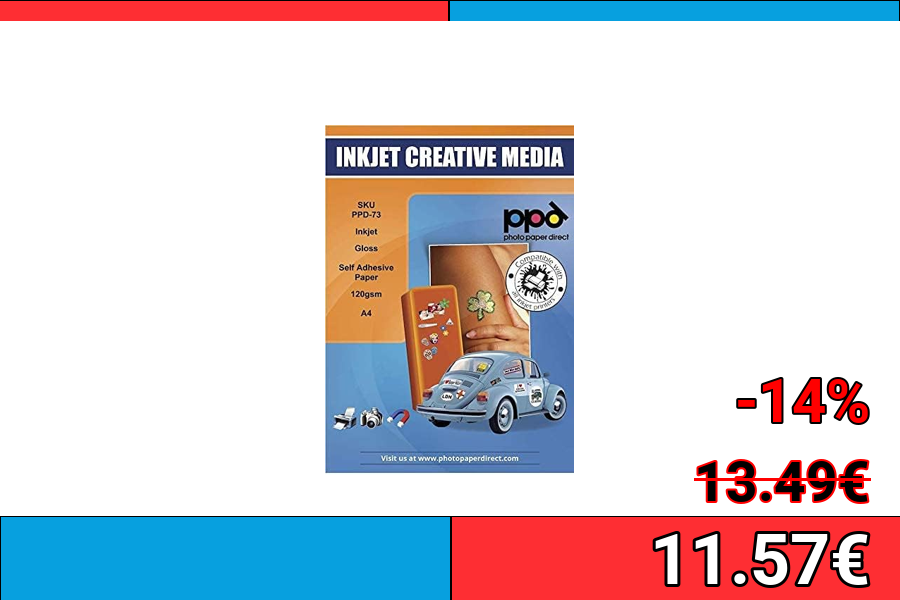 INKJET CREATIVE MEDIA
SKU
PPD-73
Inkjet
Gloss
Self Adhesive
Paper
120gsm
A4
ppd
photo paper direct
Compatible with
all inkjet printers
LDN
Visit us at www.photopaperdirect.com
-14%
13.49€
11.57€